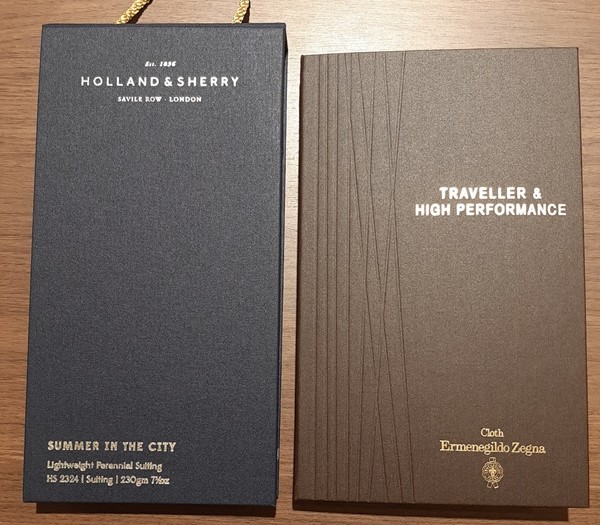 Est. 1836
HOLLAND & SHERRY
SAVILE ROW · LONDON
SUMMER IN THE CITY
Lightweight Perennial Suiting
HS 2324 | Suiting | 230gm 7½oz
TRAVELLER &
HIGH PERFORMANCE
Cloth
Ermenegildo Zegna